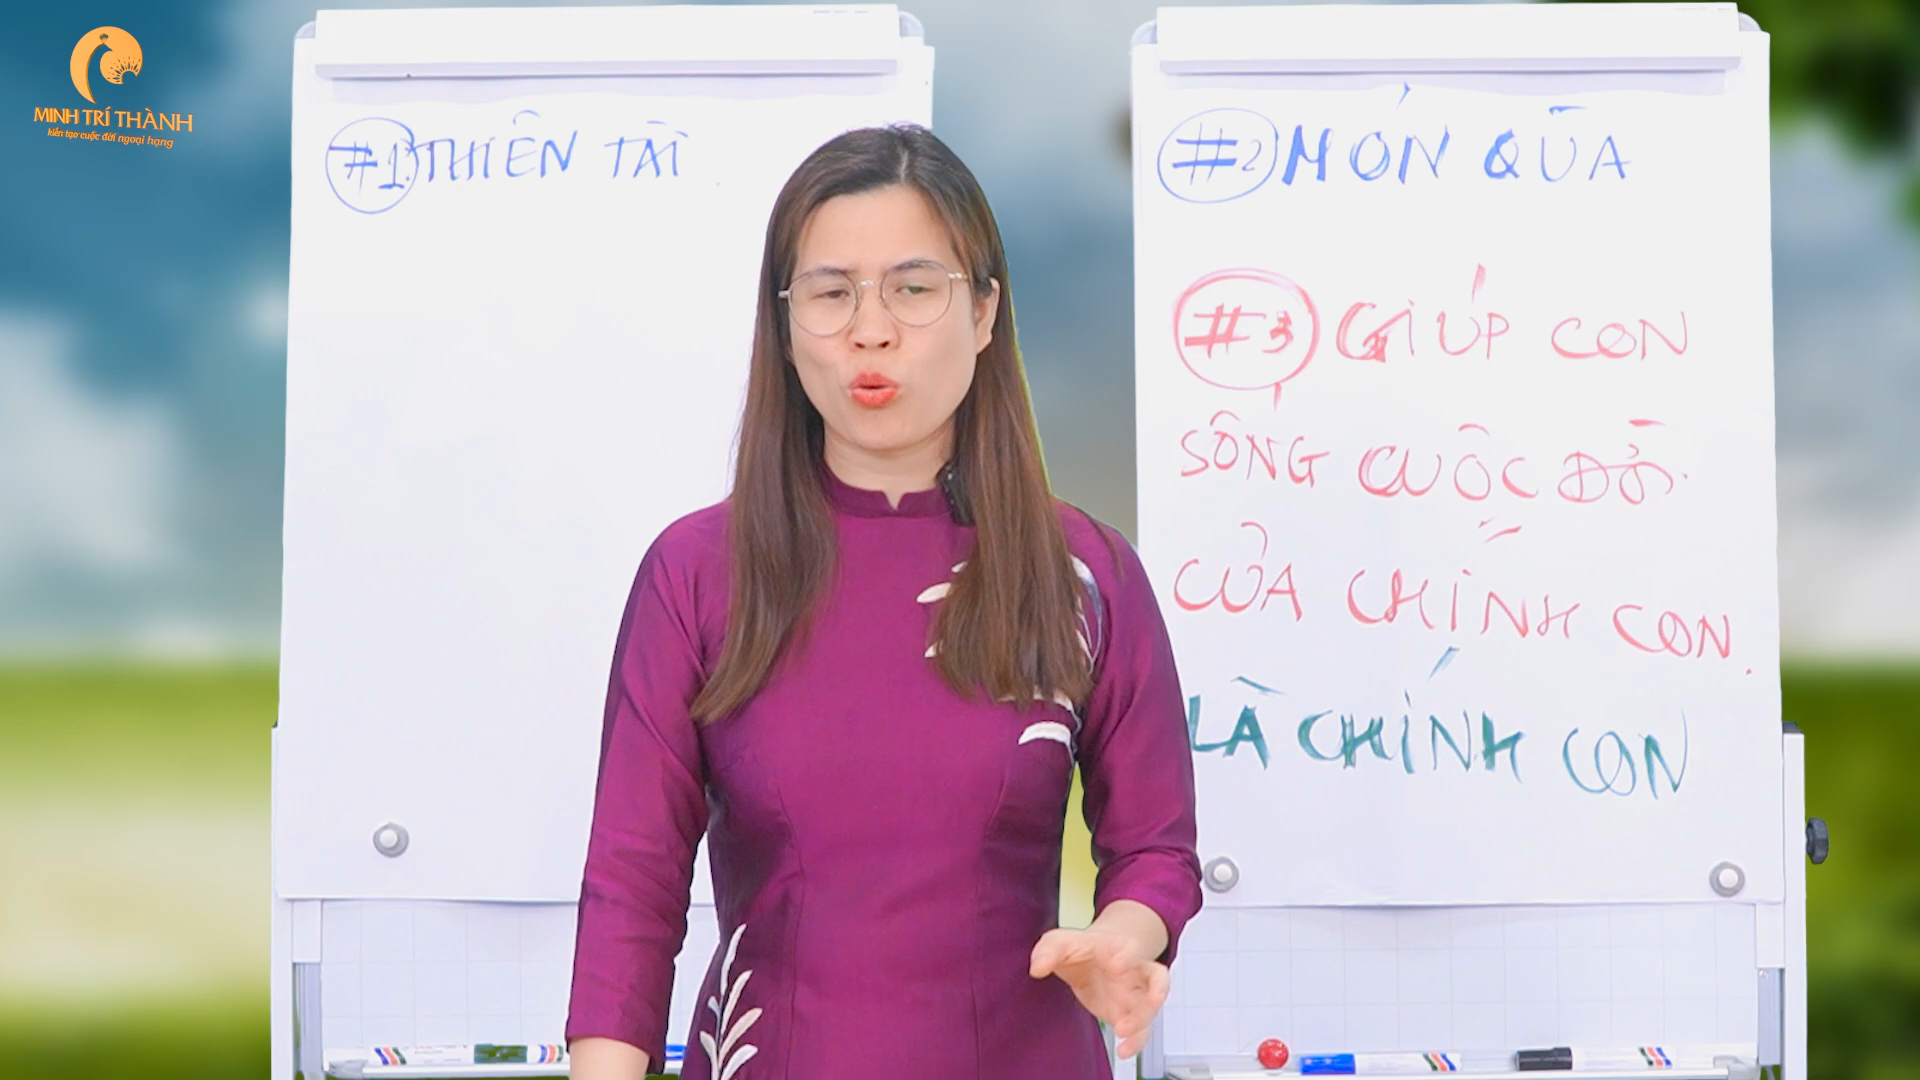 MINH TRÍ THÀNH
kiến tạo cuộc đời ngoại hạng
#1. THIÊN TÀI
#2 MÓN QUÀ
#3 GIÚP CON
SỐNG CUỘC ĐỜI
CỦA CHÍNH CON.
LÀ CHÍNH CON